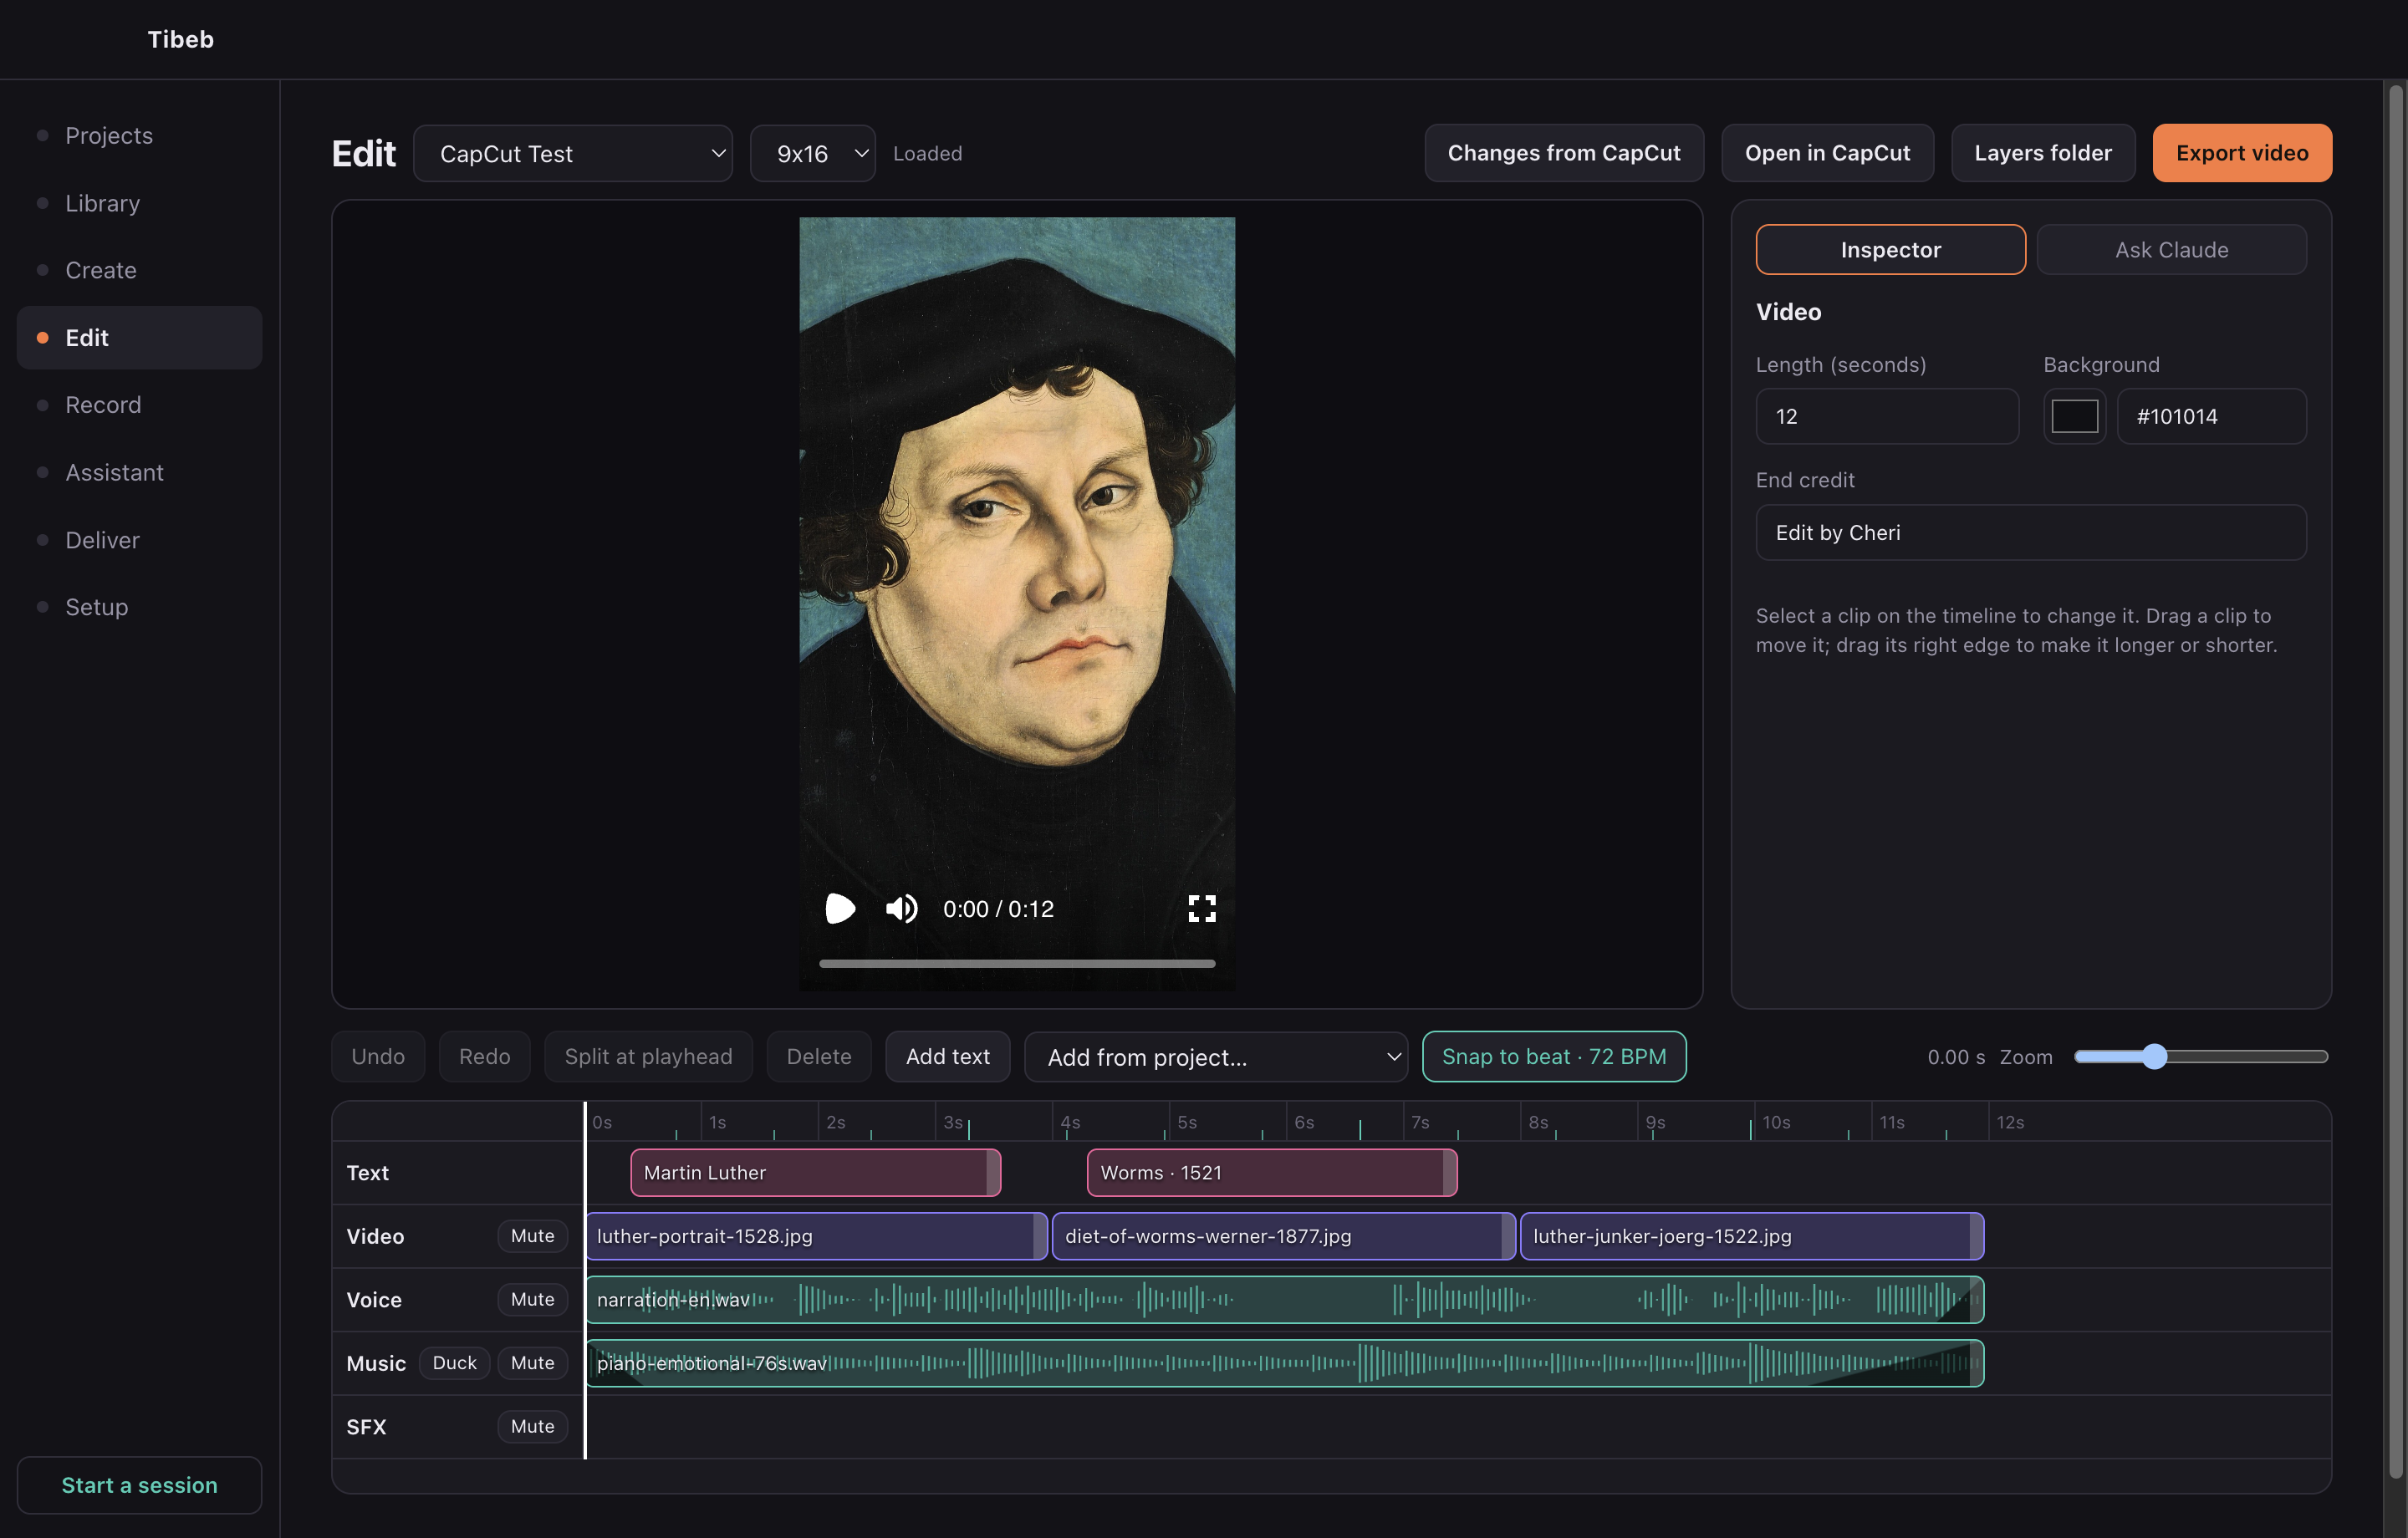 Tibeb
Projects
Library
Create
Edit
Record
Assistant
Deliver
Setup
Start a session
Edit
CapCut Test
9x16
Loaded
Changes from CapCut
Open in CapCut
Layers folder
Export video
0:00 / 0:12
Inspector
Ask Claude
Video
Length (seconds)
Background
12
#101014
End credit
Edit by Cheri
Select a clip on the timeline to change it. Drag a clip to
move it; drag its right edge to make it longer or shorter.
Undo
Redo
Split at playhead
Delete
Add text
Add from project...
Snap to beat · 72 BPM
0.00 s
Zoom
0s 1s 2s 3s 4s 5s 6s 7s 8s 9s 10s 11s 12s
Text
Martin Luther
Worms · 1521
Video
Mute
luther-portrait-1528.jpg
diet-of-worms-werner-1877.jpg
luther-junker-joerg-1522.jpg
Voice
Mute
narration-en.wav
Music
Duck
Mute
piano-emotional-76s.wav
SFX
Mute